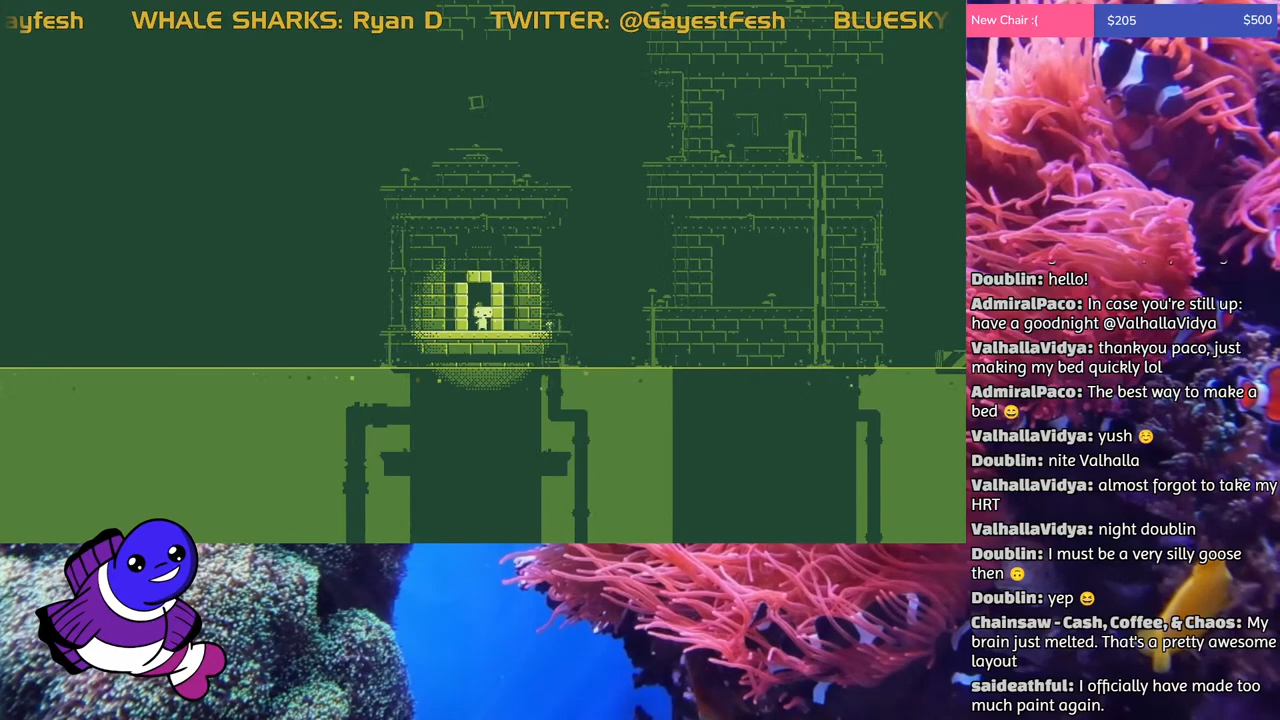 ayfesh WHALE SHARKS: Ryan D TWITTER: @GayestFesh BLUESKY
New Chair :( $205 $500
Doublin: hello!
AdmiralPaco: In case you're still up:
have a goodnight @ValhallaVidya
ValhallaVidya: thankyou paco, just
making my bed quickly lol
AdmiralPaco: The best way to make a
bed 😄
ValhallaVidya: yush ☺️
Doublin: nite Valhalla
ValhallaVidya: almost forgot to take my
HRT
ValhallaVidya: night doublin
Doublin: I must be a very silly goose
then 🙃
Doublin: yep 😆
Chainsaw - Cash, Coffee, & Chaos: My
brain just melted. That's a pretty awesome
layout
saideathful: I officially have made too
much paint again.